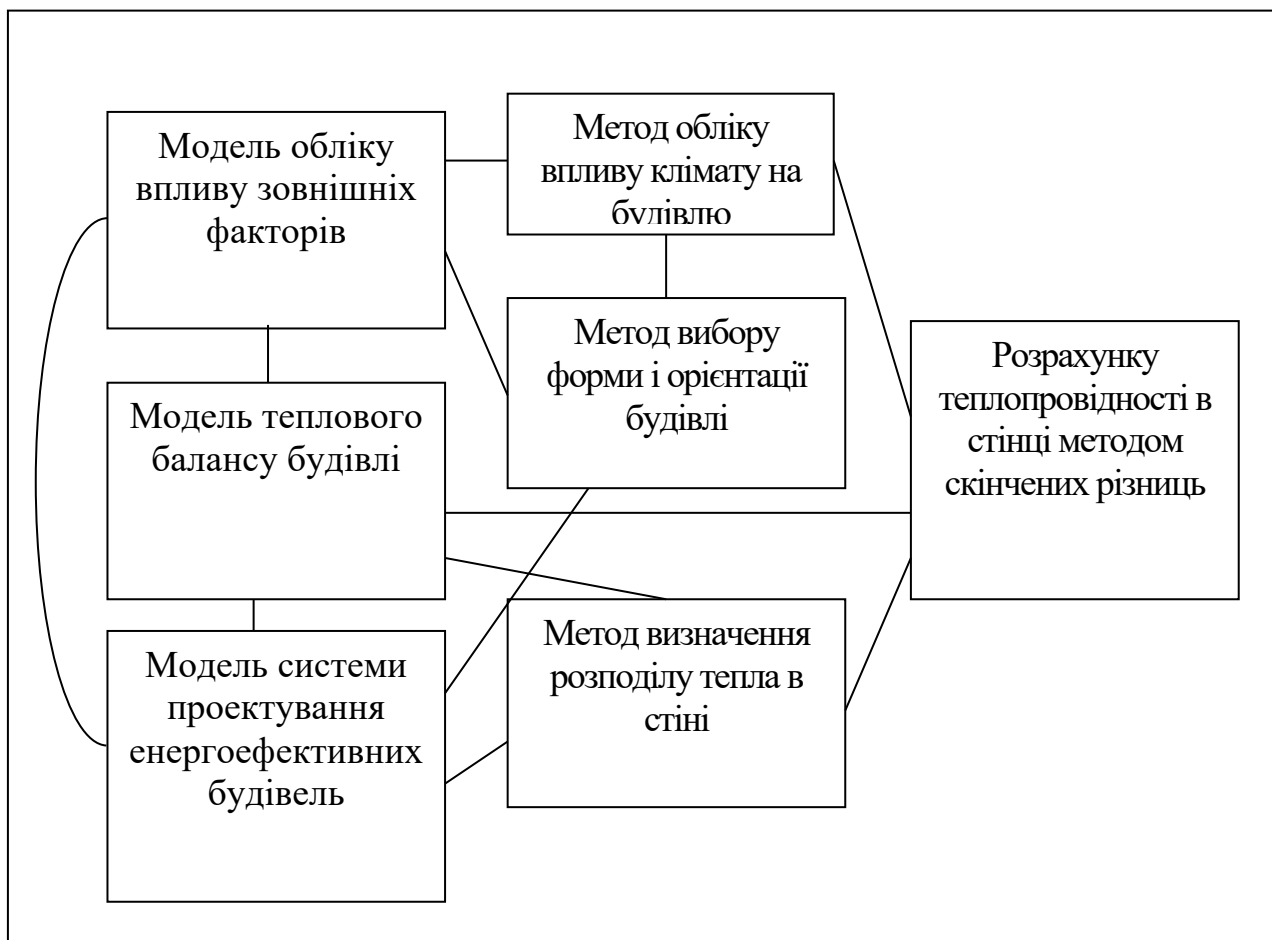 Модель обліку
впливу зовнішніх
факторів
Метод обліку
впливу клімату на
будівлю
Метод вибору
форми і орієнтації
будівлі
Розрахунку
теплопровідності в
стінці методом
скінчених різниць
Модель теплового
балансу будівлі
Модель системи
проектування
енергоефективних
будівель
Метод визначення
розподілу тепла в
стіні